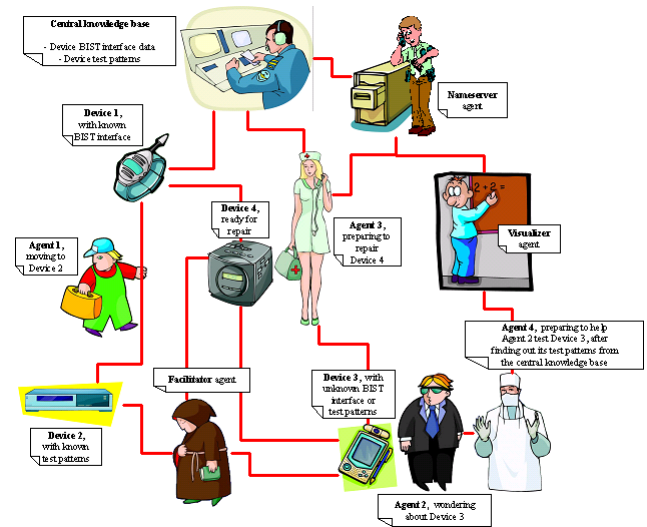 Central knowledge base
- Device BIST interface data
- Device test patterns
Nameserver
agent
Device 1,
with known
BIST interface
2 + 2 =
Device 4,
ready for
repair
Agent 3,
preparing to
repair
Device 4
Visualizer
agent
Agent 1,
moving to
Device 2
Agent 4, preparing to help
Agent 2 test Device 3, after
finding out its test patterns from
the central knowledge base
Facilitator agent
Device 3, with
unknown BIST
interface or
test patterns
Device 2,
with known
test patterns
Agent 2, wondering
about Device 3